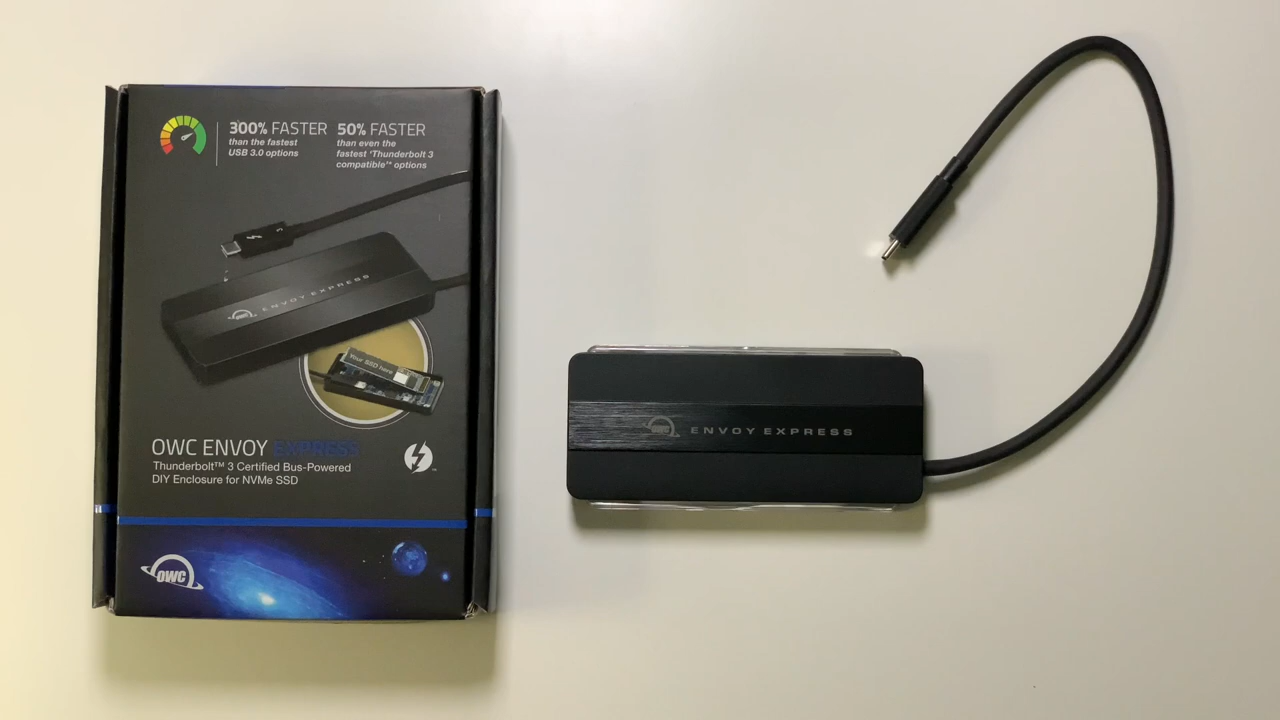 300% FASTER
than the fastest
USB 3.0 options
50% FASTER
than even the
fastest 'Thunderbolt 3
compatible'* options
OWC ENVOY EXPRESS
Your SSD here
OWC ENVOY EXPRESS
Thunderbolt™ 3 Certified Bus-Powered
DIY Enclosure for NVMe SSD
OWC
OWC ENVOY EXPRESS